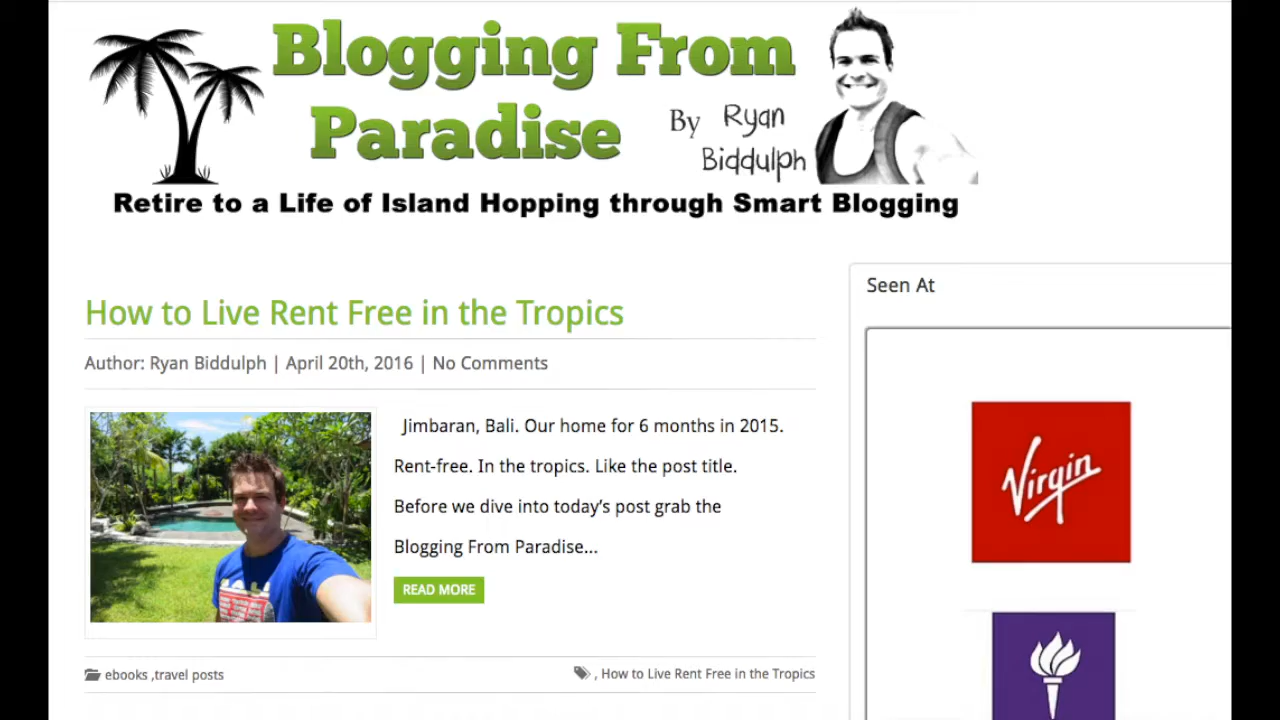 Blogging From
Paradise
By Ryan
Biddulph
Retire to a Life of Island Hopping through Smart Blogging
How to Live Rent Free in the Tropics
Author: Ryan Biddulph | April 20th, 2016 | No Comments
Jimbaran, Bali. Our home for 6 months in 2015.
Rent-free. In the tropics. Like the post title.
Before we dive into today’s post grab the
Blogging From Paradise...
READ MORE
ebooks ,travel posts
, How to Live Rent Free in the Tropics
Seen At
Virgin